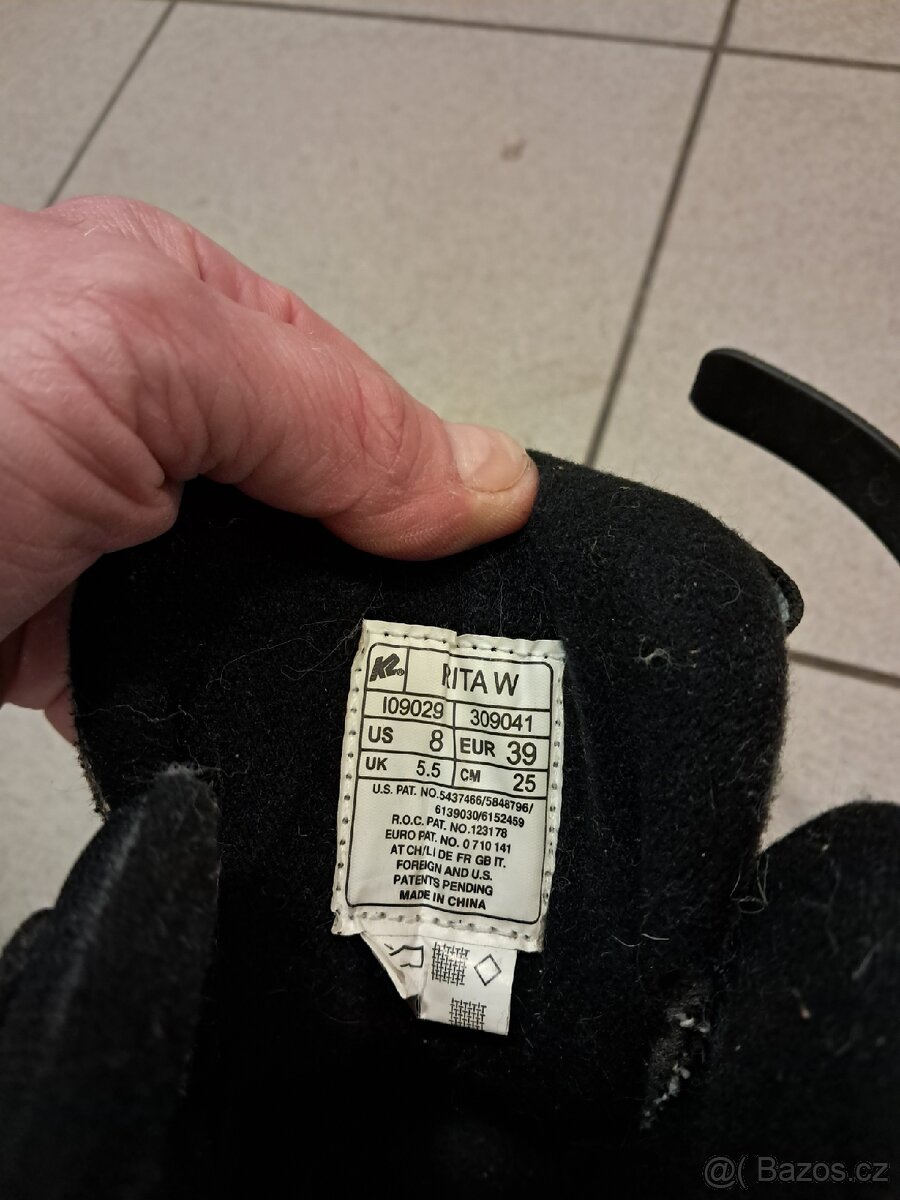 K2 RITA W
I09029 309041
US 8 EUR 39
UK 5.5 CM 25
U.S. PAT. NO.5437466/5848796/
6139030/6152459
R.O.C. PAT. NO.123178
EURO PAT. NO. 0 710 141
AT CH/LI DE FR GB IT.
FOREIGN AND U.S.
PATENTS PENDING
MADE IN CHINA
@( Bazos.cz